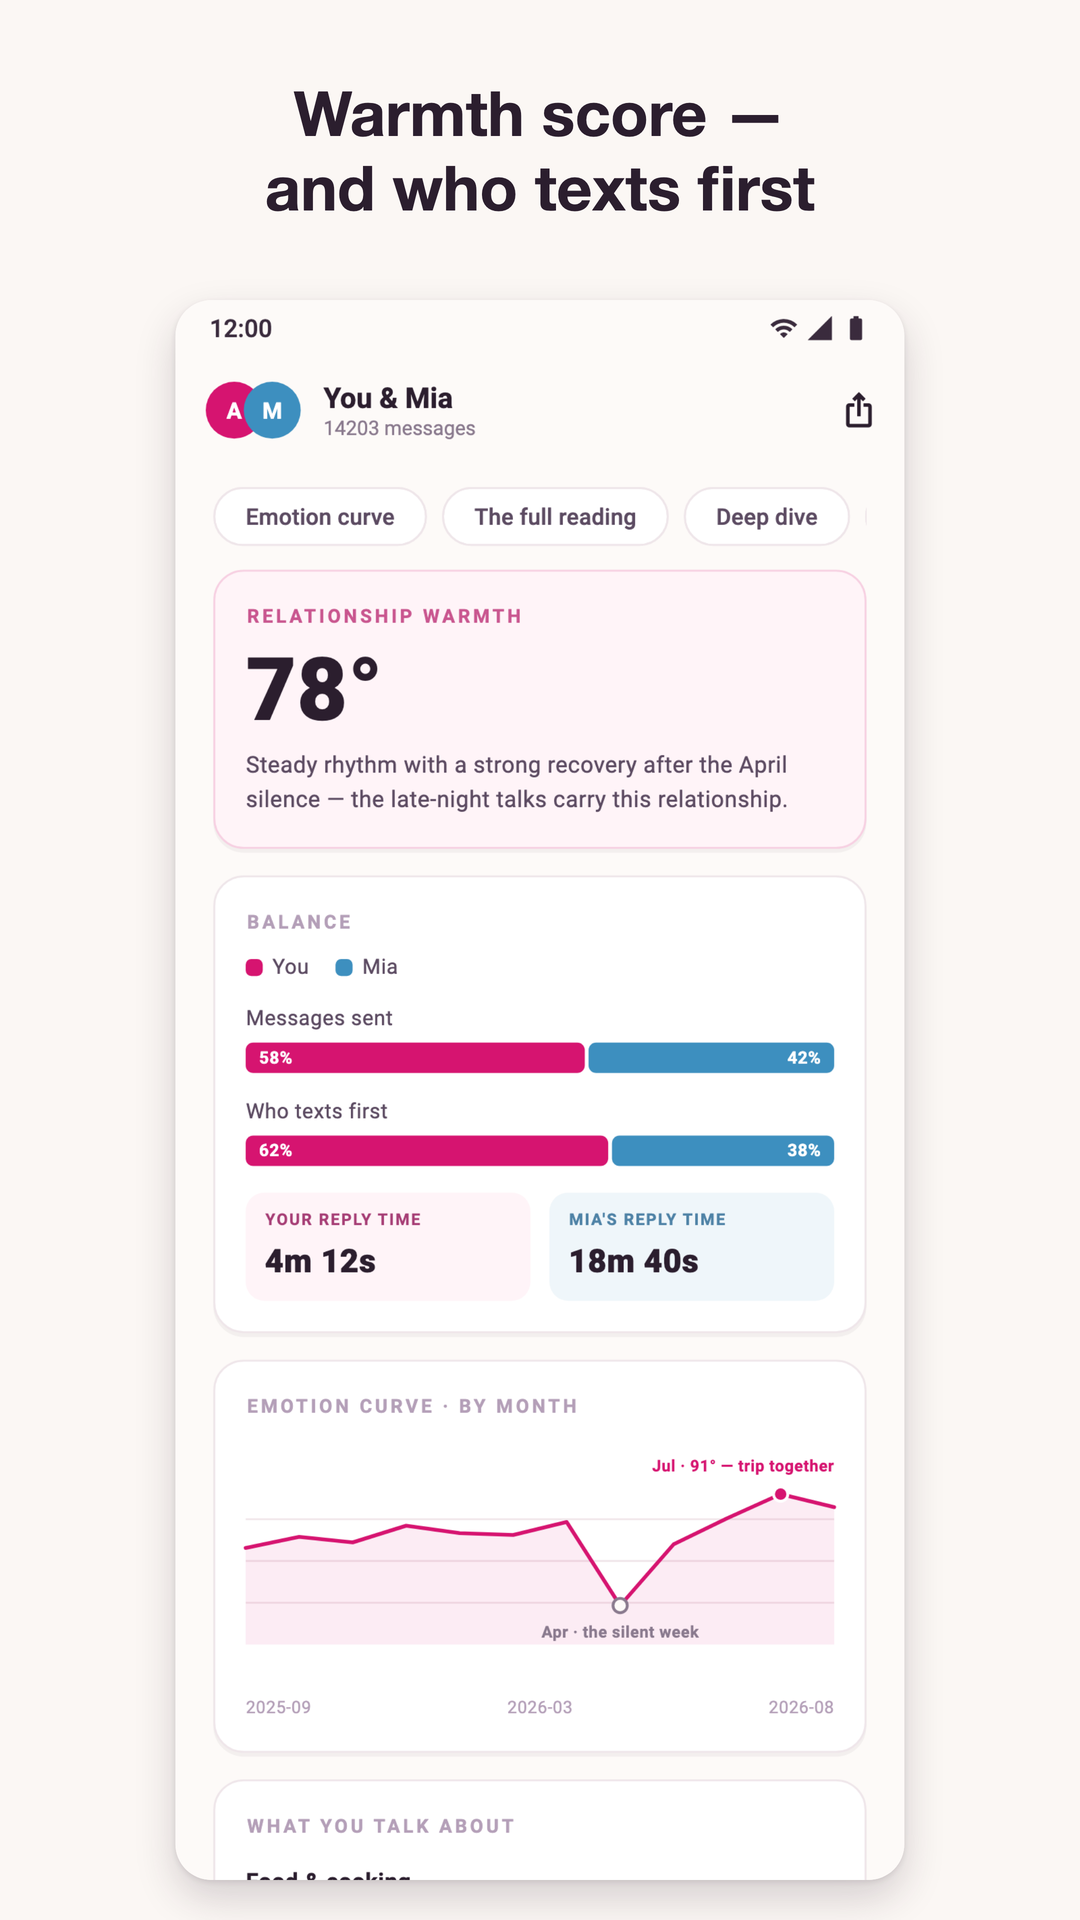 Warmth score —
and who texts first
12:00
A M
You & Mia
14203 messages
Emotion curve
The full reading
Deep dive
RELATIONSHIP WARMTH
78°
Steady rhythm with a strong recovery after the April
silence — the late-night talks carry this relationship.
BALANCE
You
Mia
Messages sent
58%
42%
Who texts first
62%
38%
YOUR REPLY TIME
MIA'S REPLY TIME
4m 12s
18m 40s
EMOTION CURVE · BY MONTH
Jul · 91° — trip together
Apr · the silent week
2025-09
2026-03
2026-08
WHAT YOU TALK ABOUT
Food & cooking